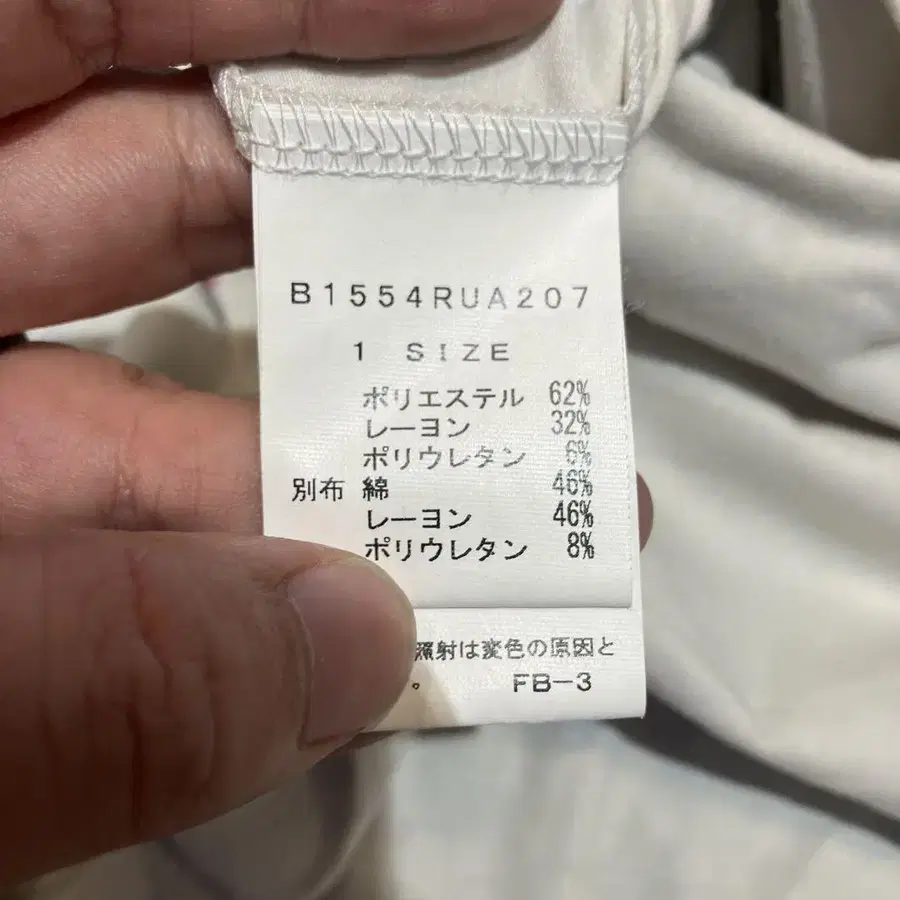 B1554RUA207
1 SIZE
ポリエステル 62%
レーヨン 32%
ポリウレタン 6%
別布 綿 46%
レーヨン 46%
ポリウレタン 8%
照射は変色の原因と
。 FB-3